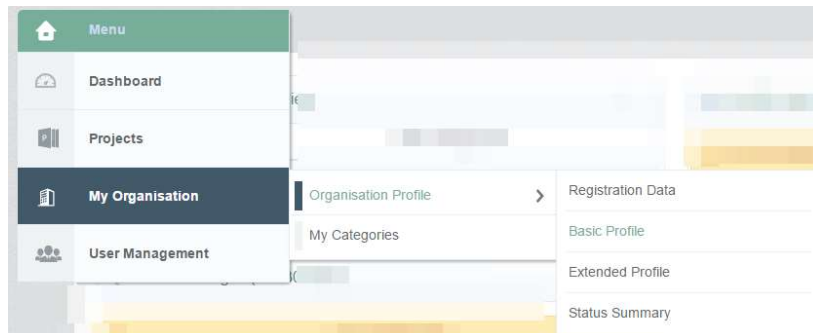 Menu
Dashboard
Projects
My Organisation
User Management
Organisation Profile
My Categories
Registration Data
Basic Profile
Extended Profile
Status Summary